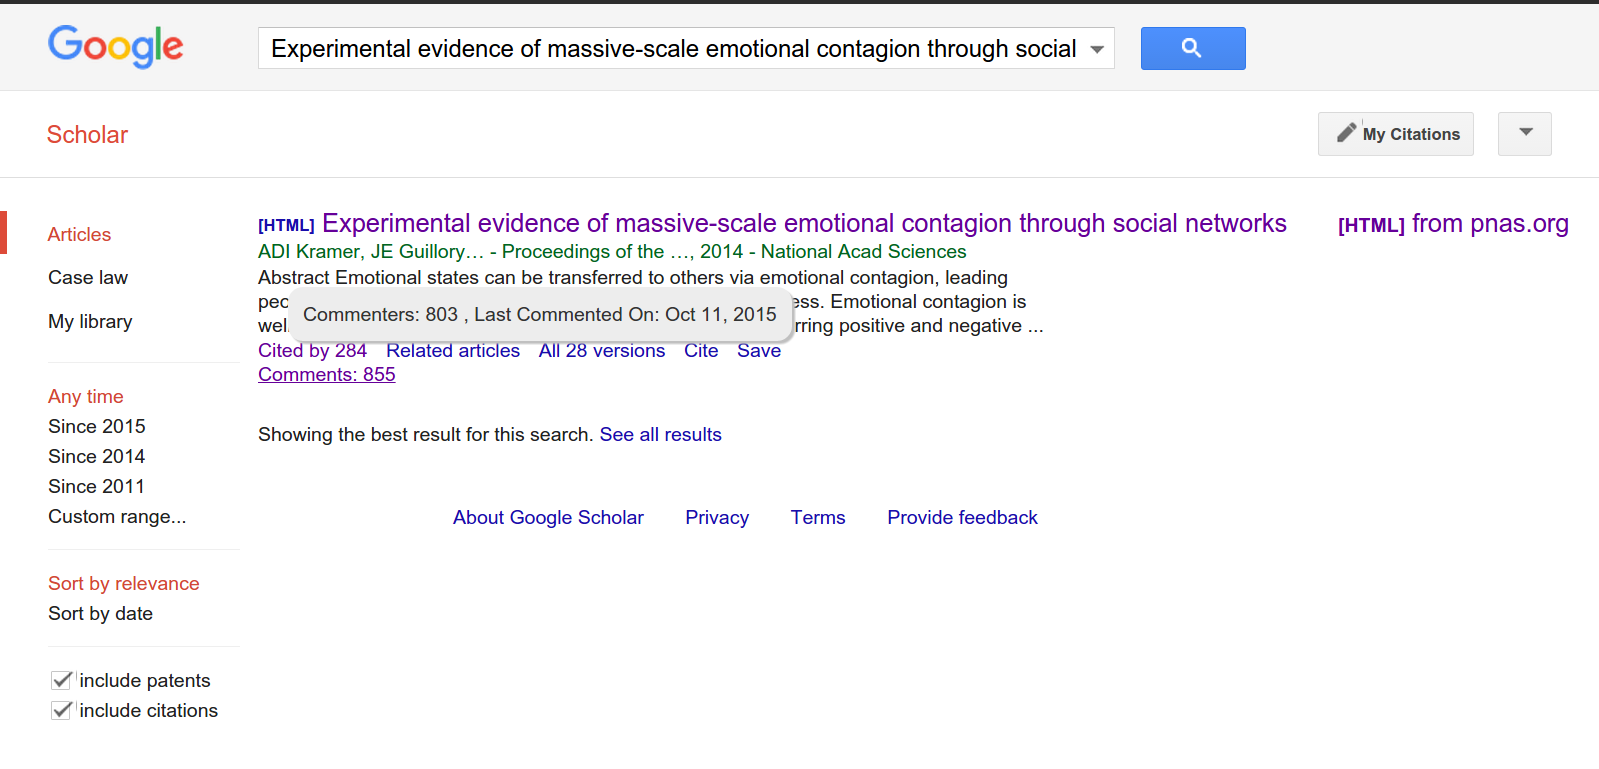 Google
Experimental evidence of massive-scale emotional contagion through social
Scholar
My Citations
Articles
Case law
My library
Any time
Since 2015
Since 2014
Since 2011
Custom range...
Sort by relevance
Sort by date
include patents
include citations
[HTML] Experimental evidence of massive-scale emotional contagion through social networks
[HTML] from pnas.org
ADI Kramer, JE Guillory… - Proceedings of the …, 2014 - National Acad Sciences
Abstract Emotional states can be transferred to others via emotional contagion, leading
Emotional contagion is
positive and negative ...
Commenters: 803 , Last Commented On: Oct 11, 2015
Cited by 284 Related articles All 28 versions Cite Save
Comments: 855
Showing the best result for this search. See all results
About Google Scholar Privacy Terms Provide feedback